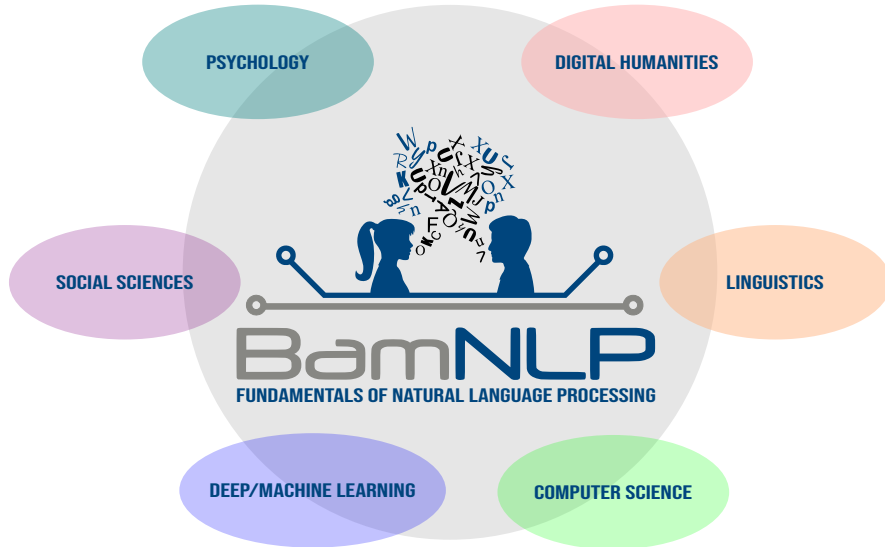 PSYCHOLOGY
DIGITAL HUMANITIES
SOCIAL SCIENCES
LINGUISTICS
BamNLP
FUNDAMENTALS OF NATURAL LANGUAGE PROCESSING
DEEP/MACHINE LEARNING
COMPUTER SCIENCE